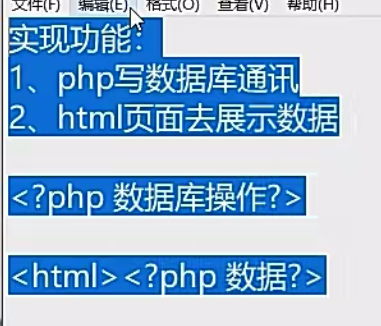 文件(F) 编辑(E) 格式(O) 查看(V) 帮助(H)
实现功能：
1、php写数据库通讯
2、html页面去展示数据
<?php 数据库操作?>
<html><?php 数据?>